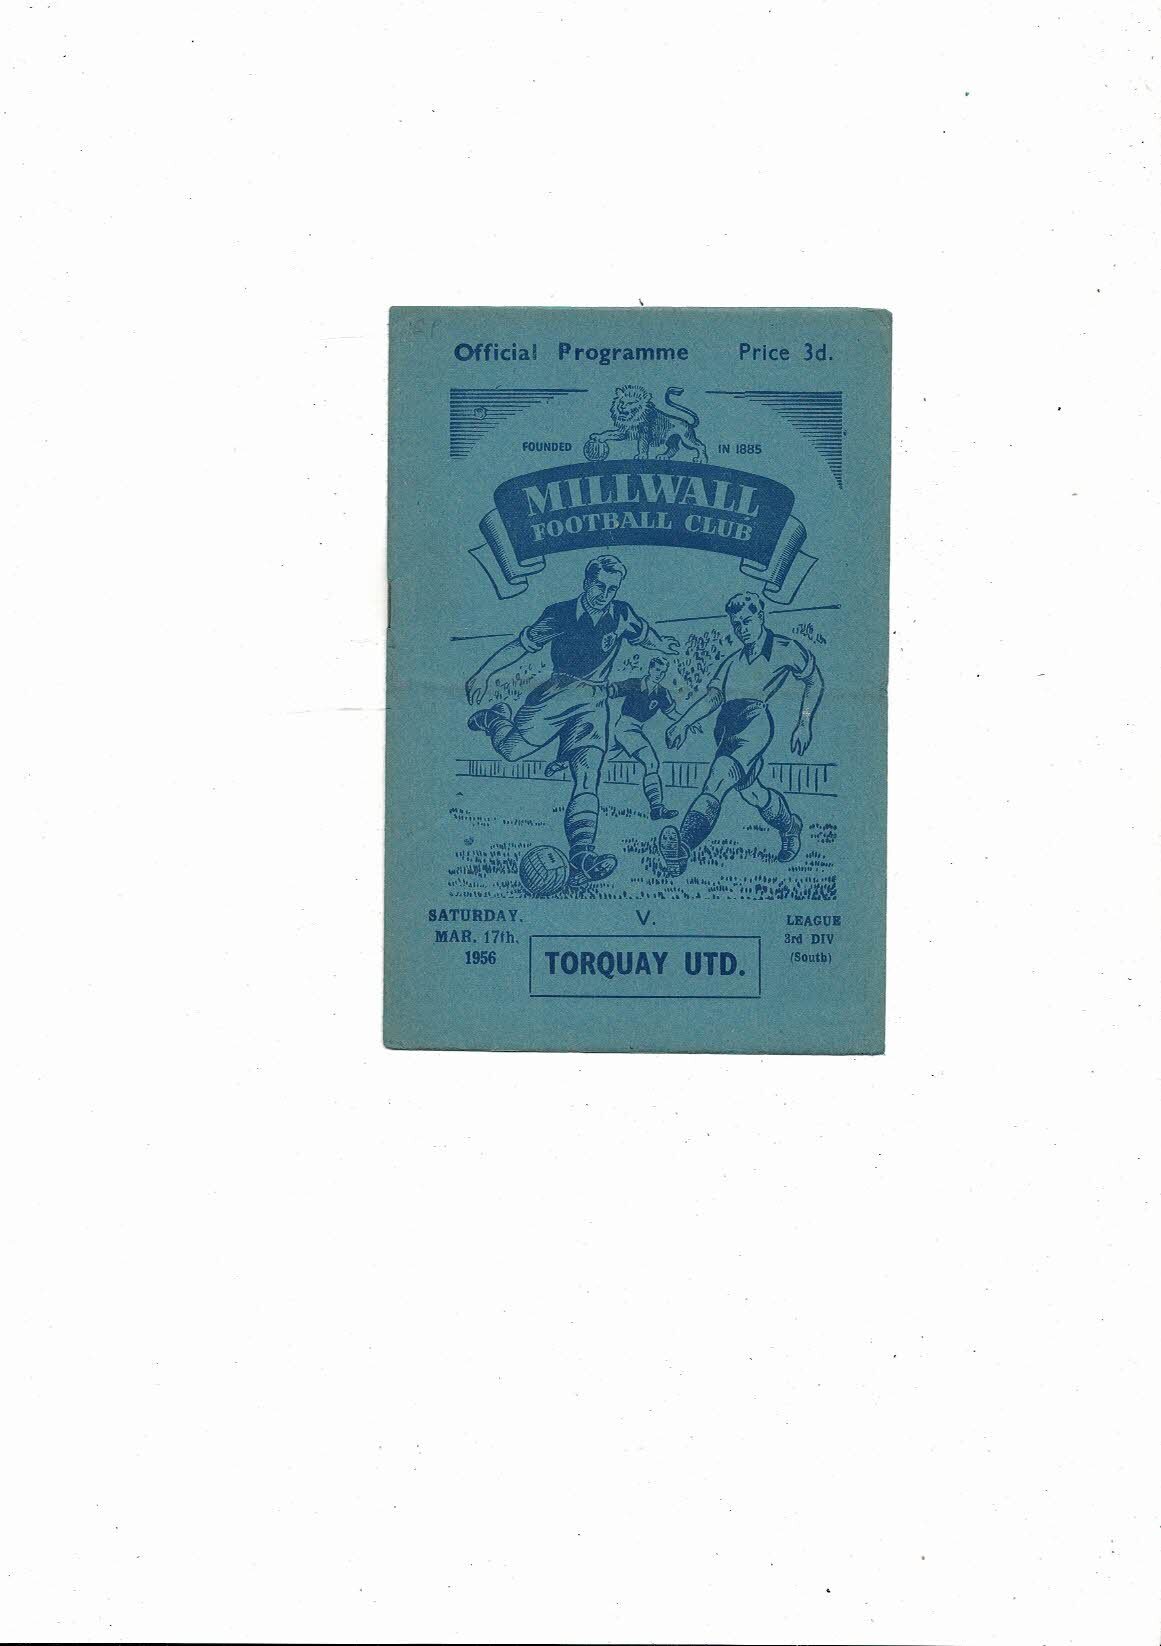 Official Programme Price 3d.
FOUNDED IN 1885
MILLWALL
FOOTBALL CLUB
SATURDAY.
MAR. 17th.
1956
V.
TORQUAY UTD.
LEAGUE
3rd DIV
(South)